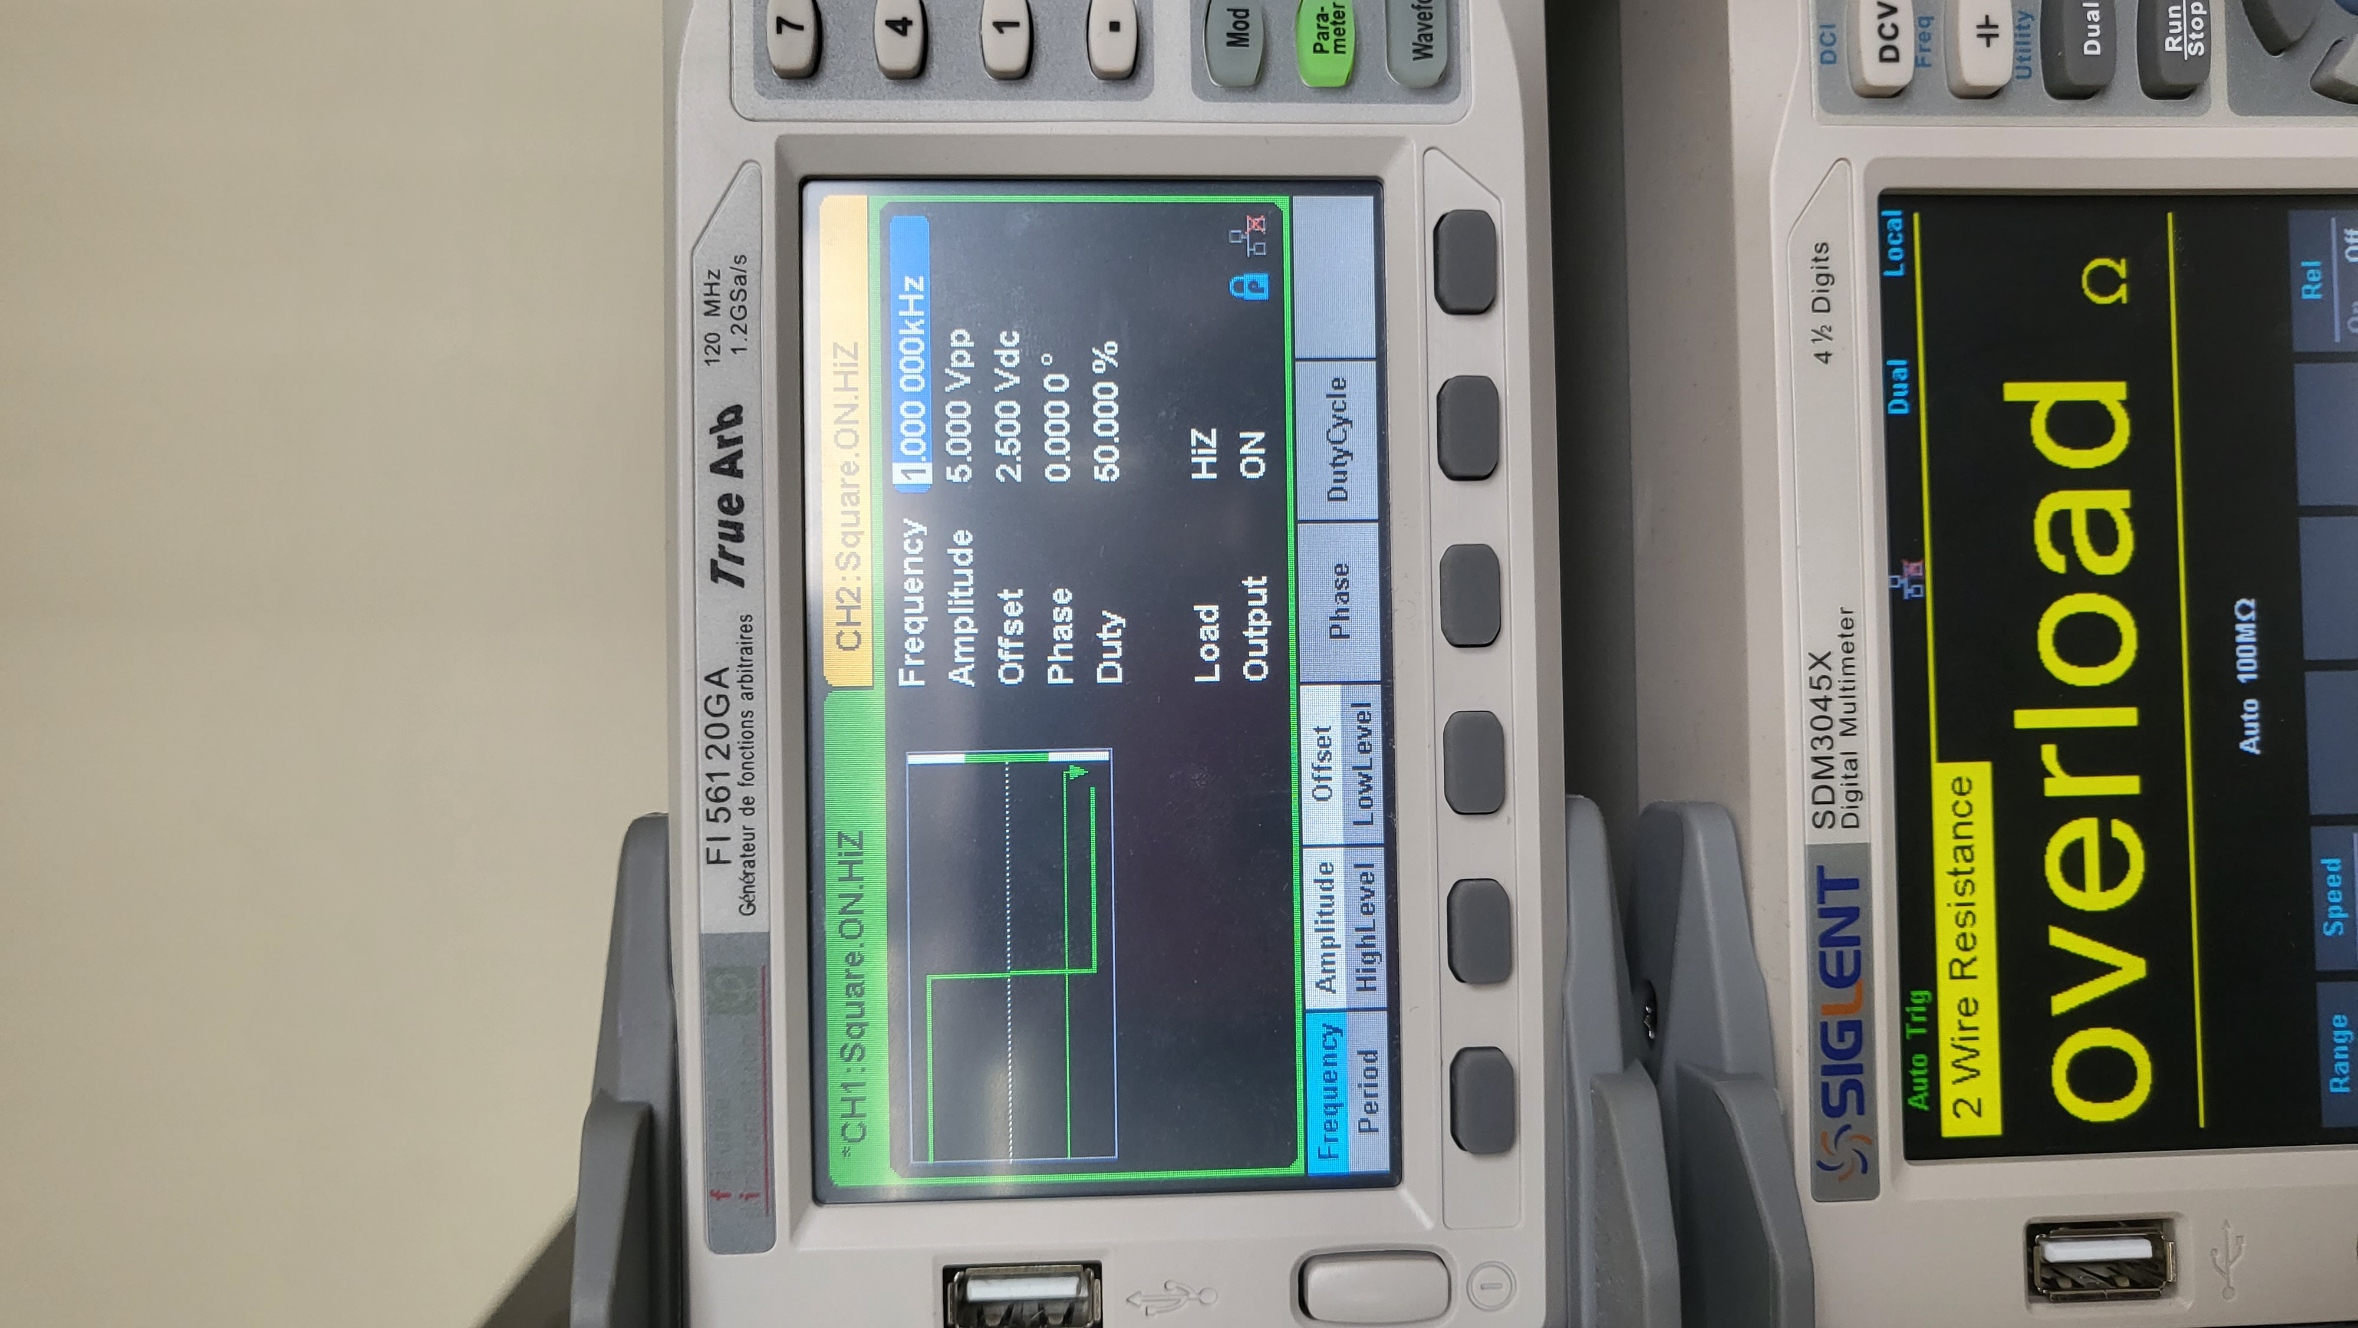 FI 56120GA
Générateur de fonctions arbitraires
True Arb
120 MHz
1.2GSa/s
*CH1:Square.ON.HiZ
CH2:Square.ON.HiZ
Frequency 1.000 000kHz
Amplitude 5.000 Vpp
Offset 2.500 Vdc
Phase 0.000 0 °
Duty 50.000 %
Load HiZ
Output ON
Frequency
Period
Amplitude
HighLevel
Offset
LowLevel
Phase
DutyCycle
7
4
1
.
Mod
Para-
meter
SIGLENT
SDM3045X
Digital Multimeter
4 ½ Digits
Auto Trig
Dual
Local
2 Wire Resistance
overload Ω
Auto 100MΩ
Range
Speed
Rel
On Off
DCI
DCV
Freq
Utility
Dual
Run
Stop